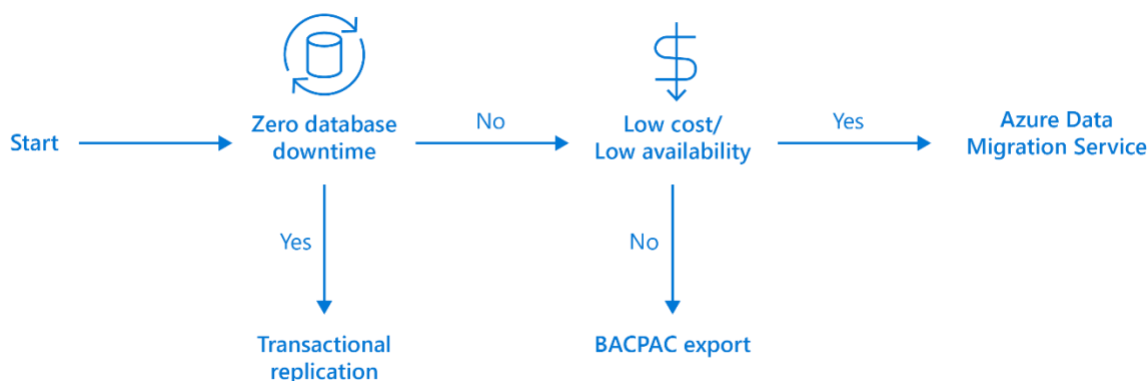 Start
Zero database
downtime
No
Low cost/
Low availability
Yes
Azure Data
Migration Service
Yes
No
Transactional
replication
BACPAC export